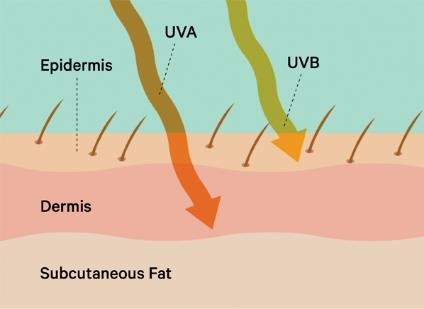 UVA
Epidermis
UVB
Dermis
Subcutaneous Fat